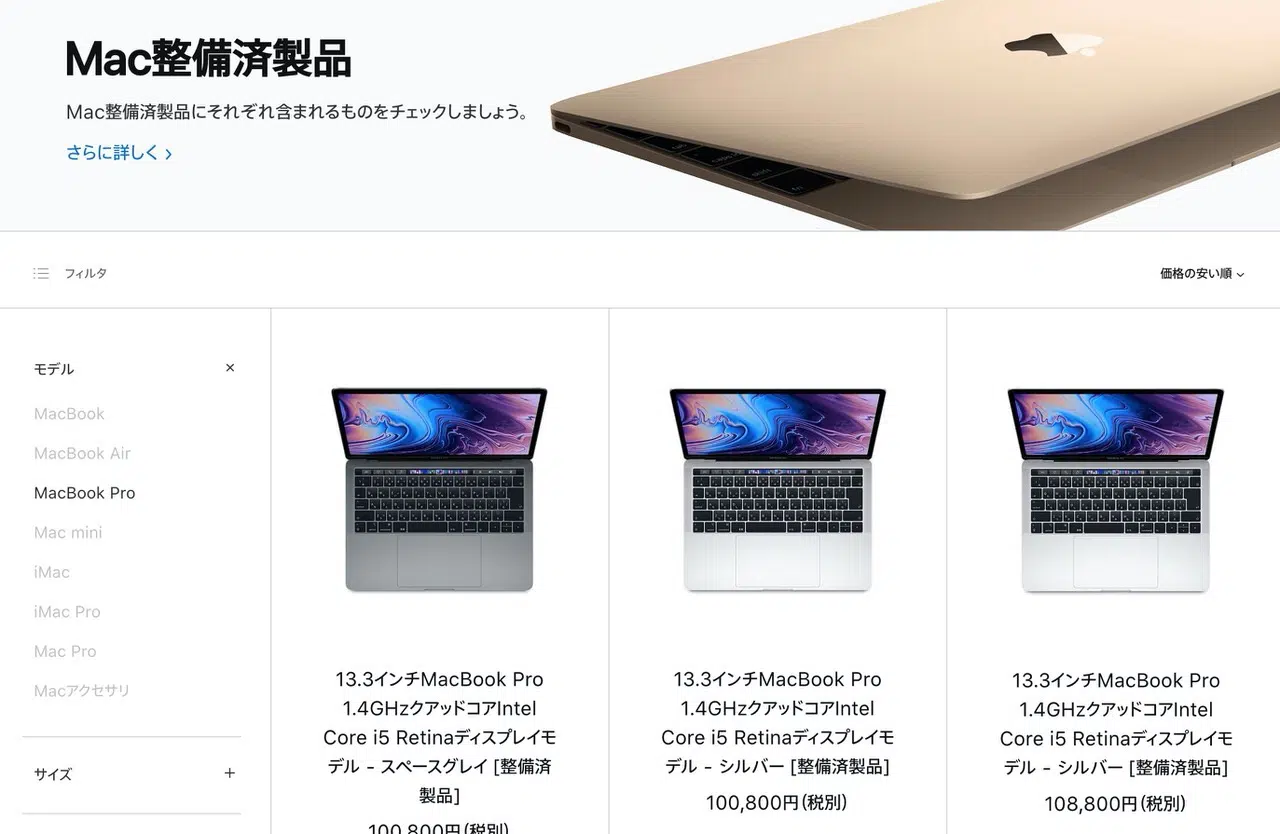 Mac整備済製品
Mac整備済製品にそれぞれ含まれるものをチェックしましょう。
さらに詳しく
フィルタ
価格の安い順
モデル
MacBook
MacBook Air
MacBook Pro
Mac mini
iMac
iMac Pro
Mac Pro
Macアクセサリ
サイズ
13.3インチMacBook Pro
1.4GHzクアッドコアIntel
Core i5 Retinaディスプレイモ
デル - スペースグレイ [整備済
製品]
100,800円(税別)
13.3インチMacBook Pro
1.4GHzクアッドコアIntel
Core i5 Retinaディスプレイモ
デル - シルバー [整備済製品]
100,800円(税別)
13.3インチMacBook Pro
1.4GHzクアッドコアIntel
Core i5 Retinaディスプレイモ
デル - シルバー [整備済製品]
108,800円(税別)